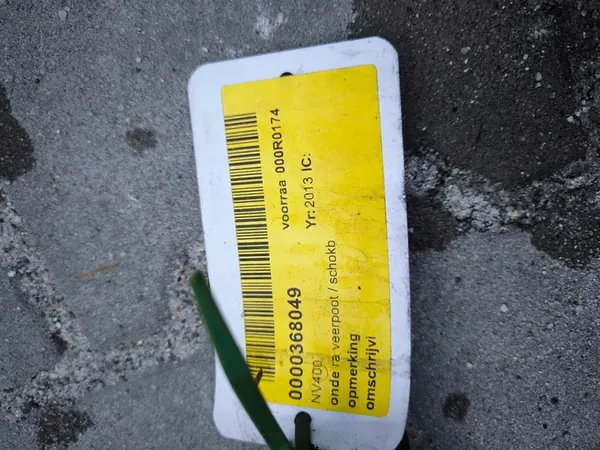 0000368049 voorraa 000R0174
NV400 Yr: 2013 IC:
onde ra veerpoot / schokb
opmerking
omschrijvi